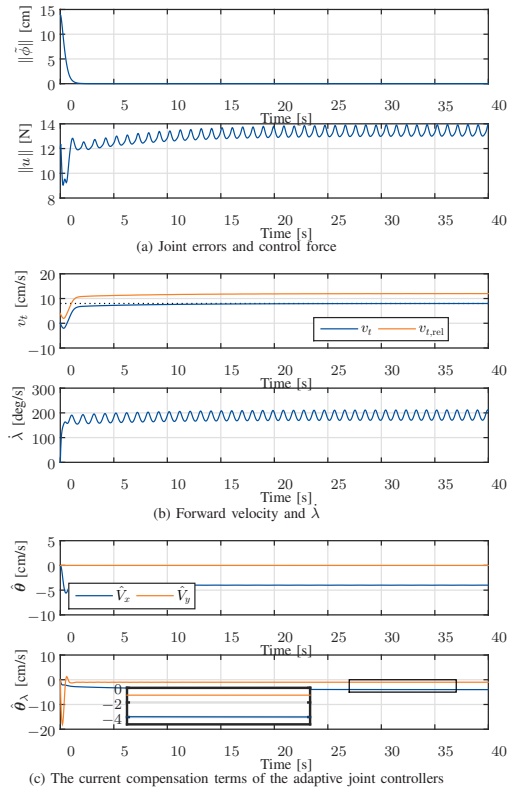 15
10
5
0
‖φ̃‖ [cm]
0 5 10 15 20 25 30 35 40
Time [s]
14
12
10
8
‖u‖ [N]
0 5 10 15 20 25 30 35 40
Time [s]
(a) Joint errors and control force
20
10
0
−10
v_t [cm/s]
v_t v_{t,rel}
0 5 10 15 20 25 30 35 40
Time [s]
300
200
100
0
λ̇ [deg/s]
0 5 10 15 20 25 30 35 40
Time [s]
(b) Forward velocity and λ̇
5
0
−5
−10
θ̂ [cm/s]
V̂_x V̂_y
0 5 10 15 20 25 30 35 40
Time [s]
10
0
−10
−20
θ̂_λ [cm/s]
0
−2
−4
0 5 10 15 20 25 30 35 40
Time [s]
(c) The current compensation terms of the adaptive joint controllers